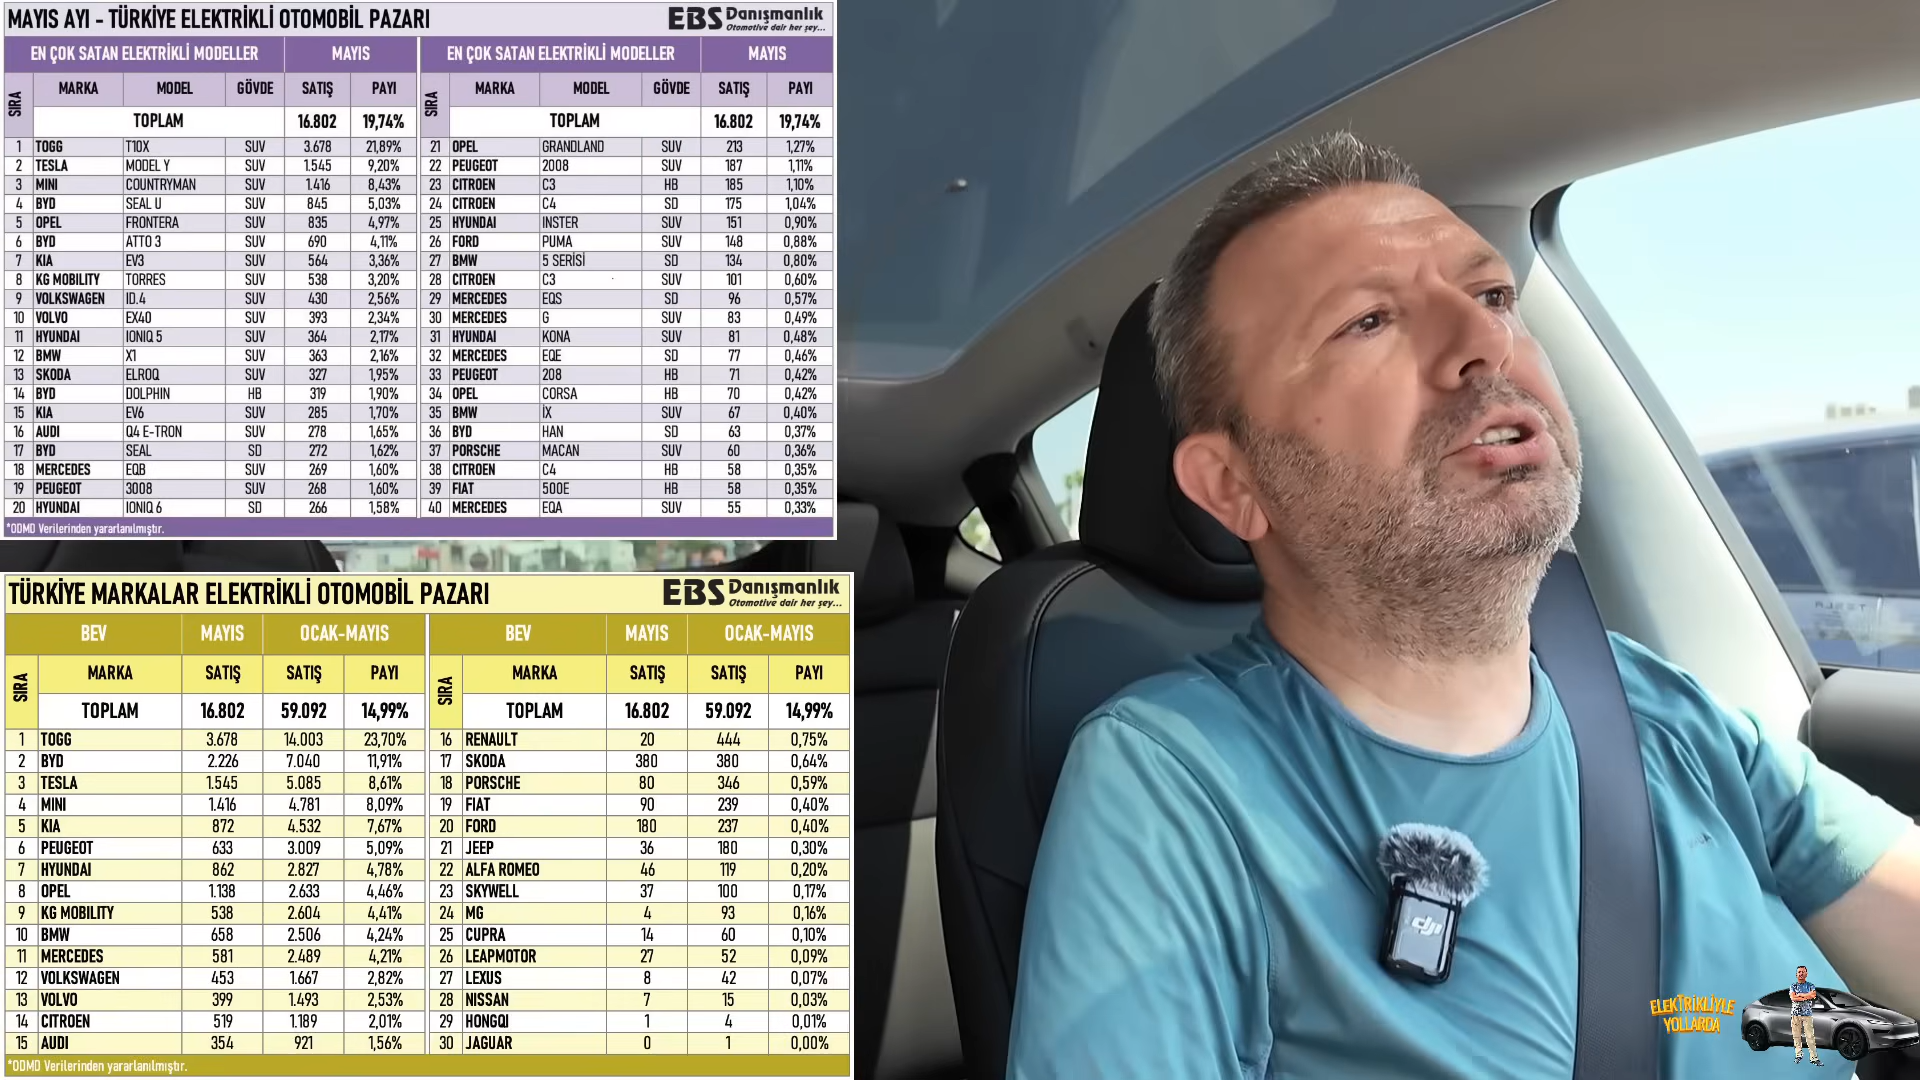 MAYIS AYI - TÜRKİYE ELEKTRİKLİ OTOMOBİL PAZARI
EBS Danışmanlık
Otomotive dair her şey...
EN ÇOK SATAN ELEKTRİKLİ MODELLER MAYIS
SIRA MARKA MODEL GÖVDE SATIŞ PAYI
TOPLAM 16.802 19,74%
1 TOGG T10X SUV 3.678 21,89%
2 TESLA MODEL Y SUV 1.545 9,20%
3 MINI COUNTRYMAN SUV 1.416 8,43%
4 BYD SEAL U SUV 845 5,03%
5 OPEL FRONTERA SUV 835 4,97%
6 BYD ATTO 3 SUV 690 4,11%
7 KIA EV3 SUV 564 3,36%
8 KG MOBILITY TORRES SUV 538 3,20%
9 VOLKSWAGEN ID.4 SUV 430 2,56%
10 VOLVO EX40 SUV 393 2,34%
11 HYUNDAI IONIQ 5 SUV 364 2,17%
12 BMW X1 SUV 363 2,16%
13 SKODA ELROQ SUV 327 1,95%
14 BYD DOLPHIN HB 319 1,90%
15 KIA EV6 SUV 285 1,70%
16 AUDI Q4 E-TRON SUV 278 1,65%
17 BYD SEAL SD 272 1,62%
18 MERCEDES EQB SUV 269 1,60%
19 PEUGEOT 3008 SUV 268 1,60%
20 HYUNDAI IONIQ 6 SD 266 1,58%
EN ÇOK SATAN ELEKTRİKLİ MODELLER MAYIS
SIRA MARKA MODEL GÖVDE SATIŞ PAYI
TOPLAM 16.802 19,74%
21 OPEL GRANDLAND SUV 213 1,27%
22 PEUGEOT 2008 SUV 187 1,11%
23 CITROEN C3 HB 185 1,10%
24 CITROEN C4 SD 175 1,04%
25 HYUNDAI INSTER SUV 151 0,90%
26 FORD PUMA SUV 148 0,88%
27 BMW 5 SERİSİ SD 134 0,80%
28 CITROEN C3 SUV 101 0,60%
29 MERCEDES EQS SD 96 0,57%
30 MERCEDES G SUV 83 0,49%
31 HYUNDAI KONA SUV 81 0,48%
32 MERCEDES EQE SD 77 0,46%
33 PEUGEOT 208 HB 71 0,42%
34 OPEL CORSA HB 70 0,42%
35 BMW İX SUV 67 0,40%
36 BYD HAN SD 63 0,37%
37 PORSCHE MACAN SUV 60 0,36%
38 CITROEN C4 HB 58 0,35%
39 FIAT 500E HB 58 0,35%
40 MERCEDES EQA SUV 55 0,33%
*ODMD Verilerinden yararlanılmıştır.
TÜRKİYE MARKALAR ELEKTRİKLİ OTOMOBİL PAZARI
EBS Danışmanlık
Otomotive dair her şey...
BEV MAYIS OCAK-MAYIS
SIRA MARKA SATIŞ SATIŞ PAYI
TOPLAM 16.802 59.092 14,99%
1 TOGG 3.678 14.003 23,70%
2 BYD 2.226 7.040 11,91%
3 TESLA 1.545 5.085 8,61%
4 MINI 1.416 4.781 8,09%
5 KIA 872 4.532 7,67%
6 PEUGEOT 633 3.009 5,09%
7 HYUNDAI 862 2.827 4,78%
8 OPEL 1.138 2.633 4,46%
9 KG MOBILITY 538 2.604 4,41%
10 BMW 658 2.506 4,24%
11 MERCEDES 581 2.489 4,21%
12 VOLKSWAGEN 453 1.667 2,82%
13 VOLVO 399 1.493 2,53%
14 CITROEN 519 1.189 2,01%
15 AUDI 354 921 1,56%
BEV MAYIS OCAK-MAYIS
SIRA MARKA SATIŞ SATIŞ PAYI
TOPLAM 16.802 59.092 14,99%
16 RENAULT 20 444 0,75%
17 SKODA 380 380 0,64%
18 PORSCHE 80 346 0,59%
19 FIAT 90 239 0,40%
20 FORD 180 237 0,40%
21 JEEP 36 180 0,30%
22 ALFA ROMEO 46 119 0,20%
23 SKYWELL 37 100 0,17%
24 MG 4 93 0,16%
25 CUPRA 14 60 0,10%
26 LEAPMOTOR 27 52 0,09%
27 LEXUS 8 42 0,07%
28 NISSAN 7 15 0,03%
29 HONGQI 1 4 0,01%
30 JAGUAR 0 1 0,00%
*ODMD Verilerinden yararlanılmıştır.
dji
ELEKTRİKLİYLE
YOLLARDA